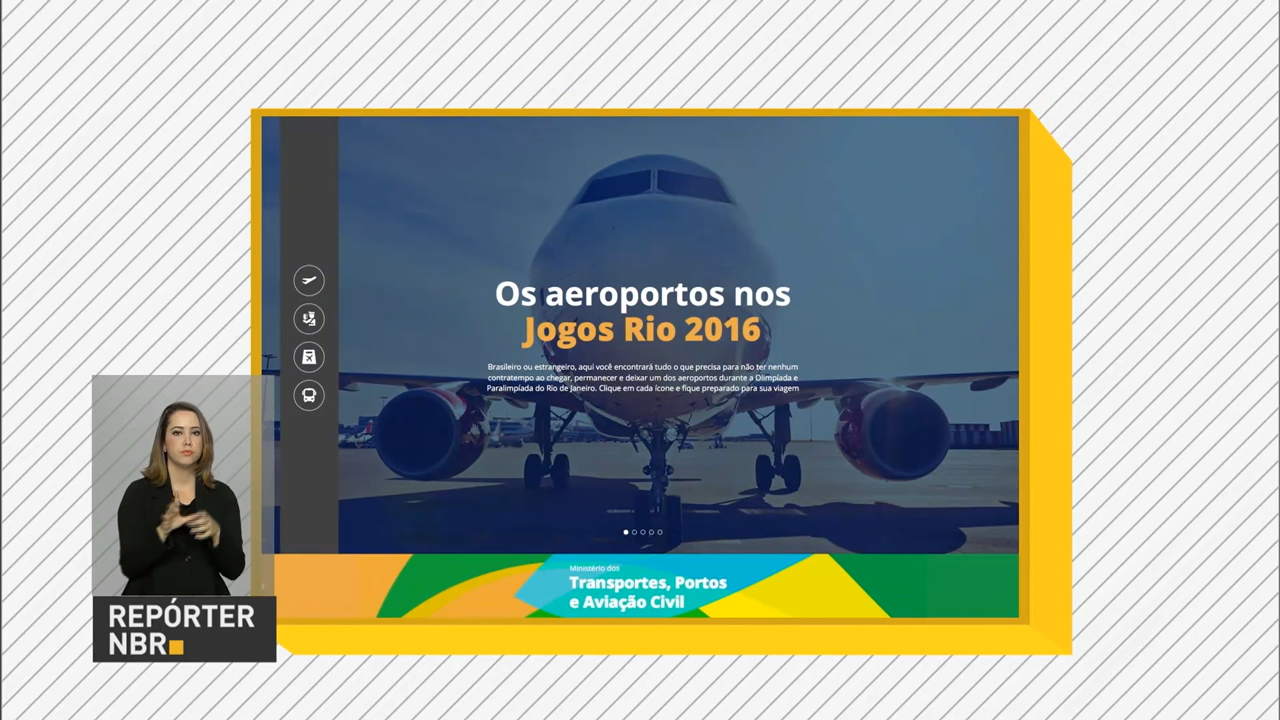 Os aeroportos nos
Jogos Rio 2016
Brasileiro ou estrangeiro, aqui você encontrará tudo o que precisa para não ter nenhum
contratempo ao chegar, permanecer e deixar um dos aeroportos durante a Olimpíada e
Paralimpíada do Rio de Janeiro. Clique em cada ícone e fique preparado para sua viagem
Ministério dos
Transportes, Portos
e Aviação Civil
REPÓRTER
NBR